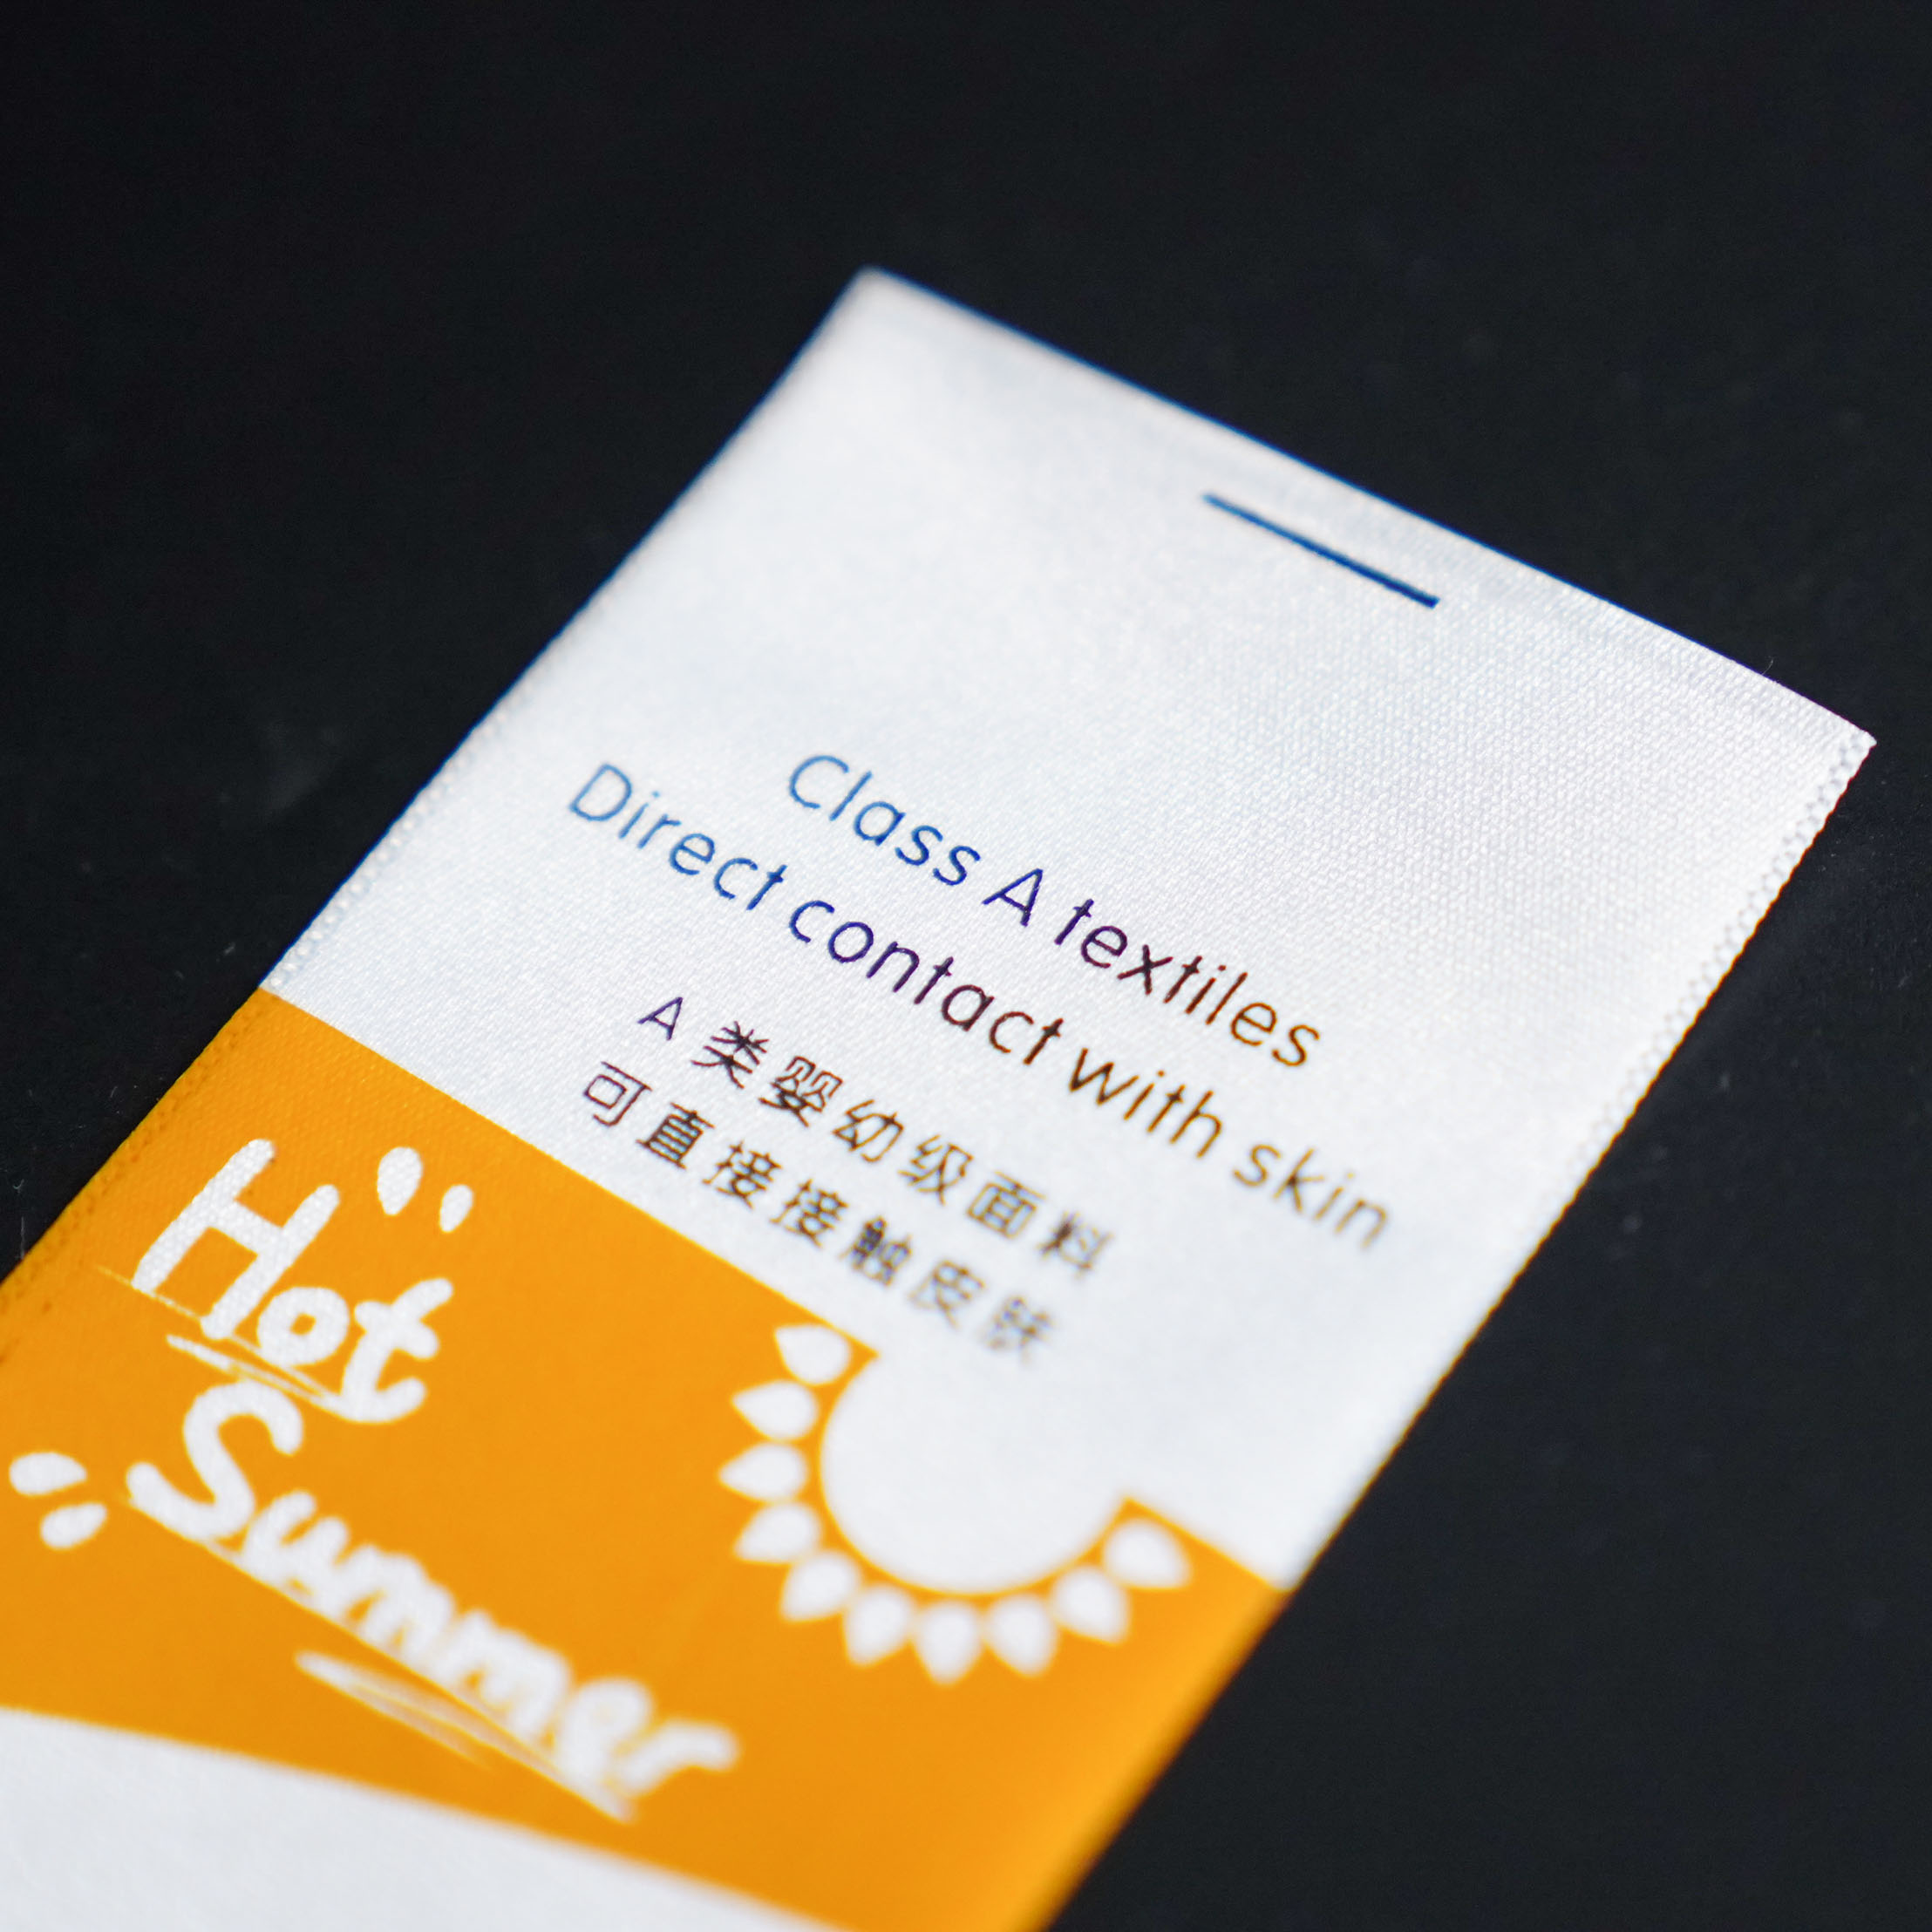 Class A textiles
Direct contact with skin
A 类婴幼级面料
可直接接触皮肤
Hot
Summer